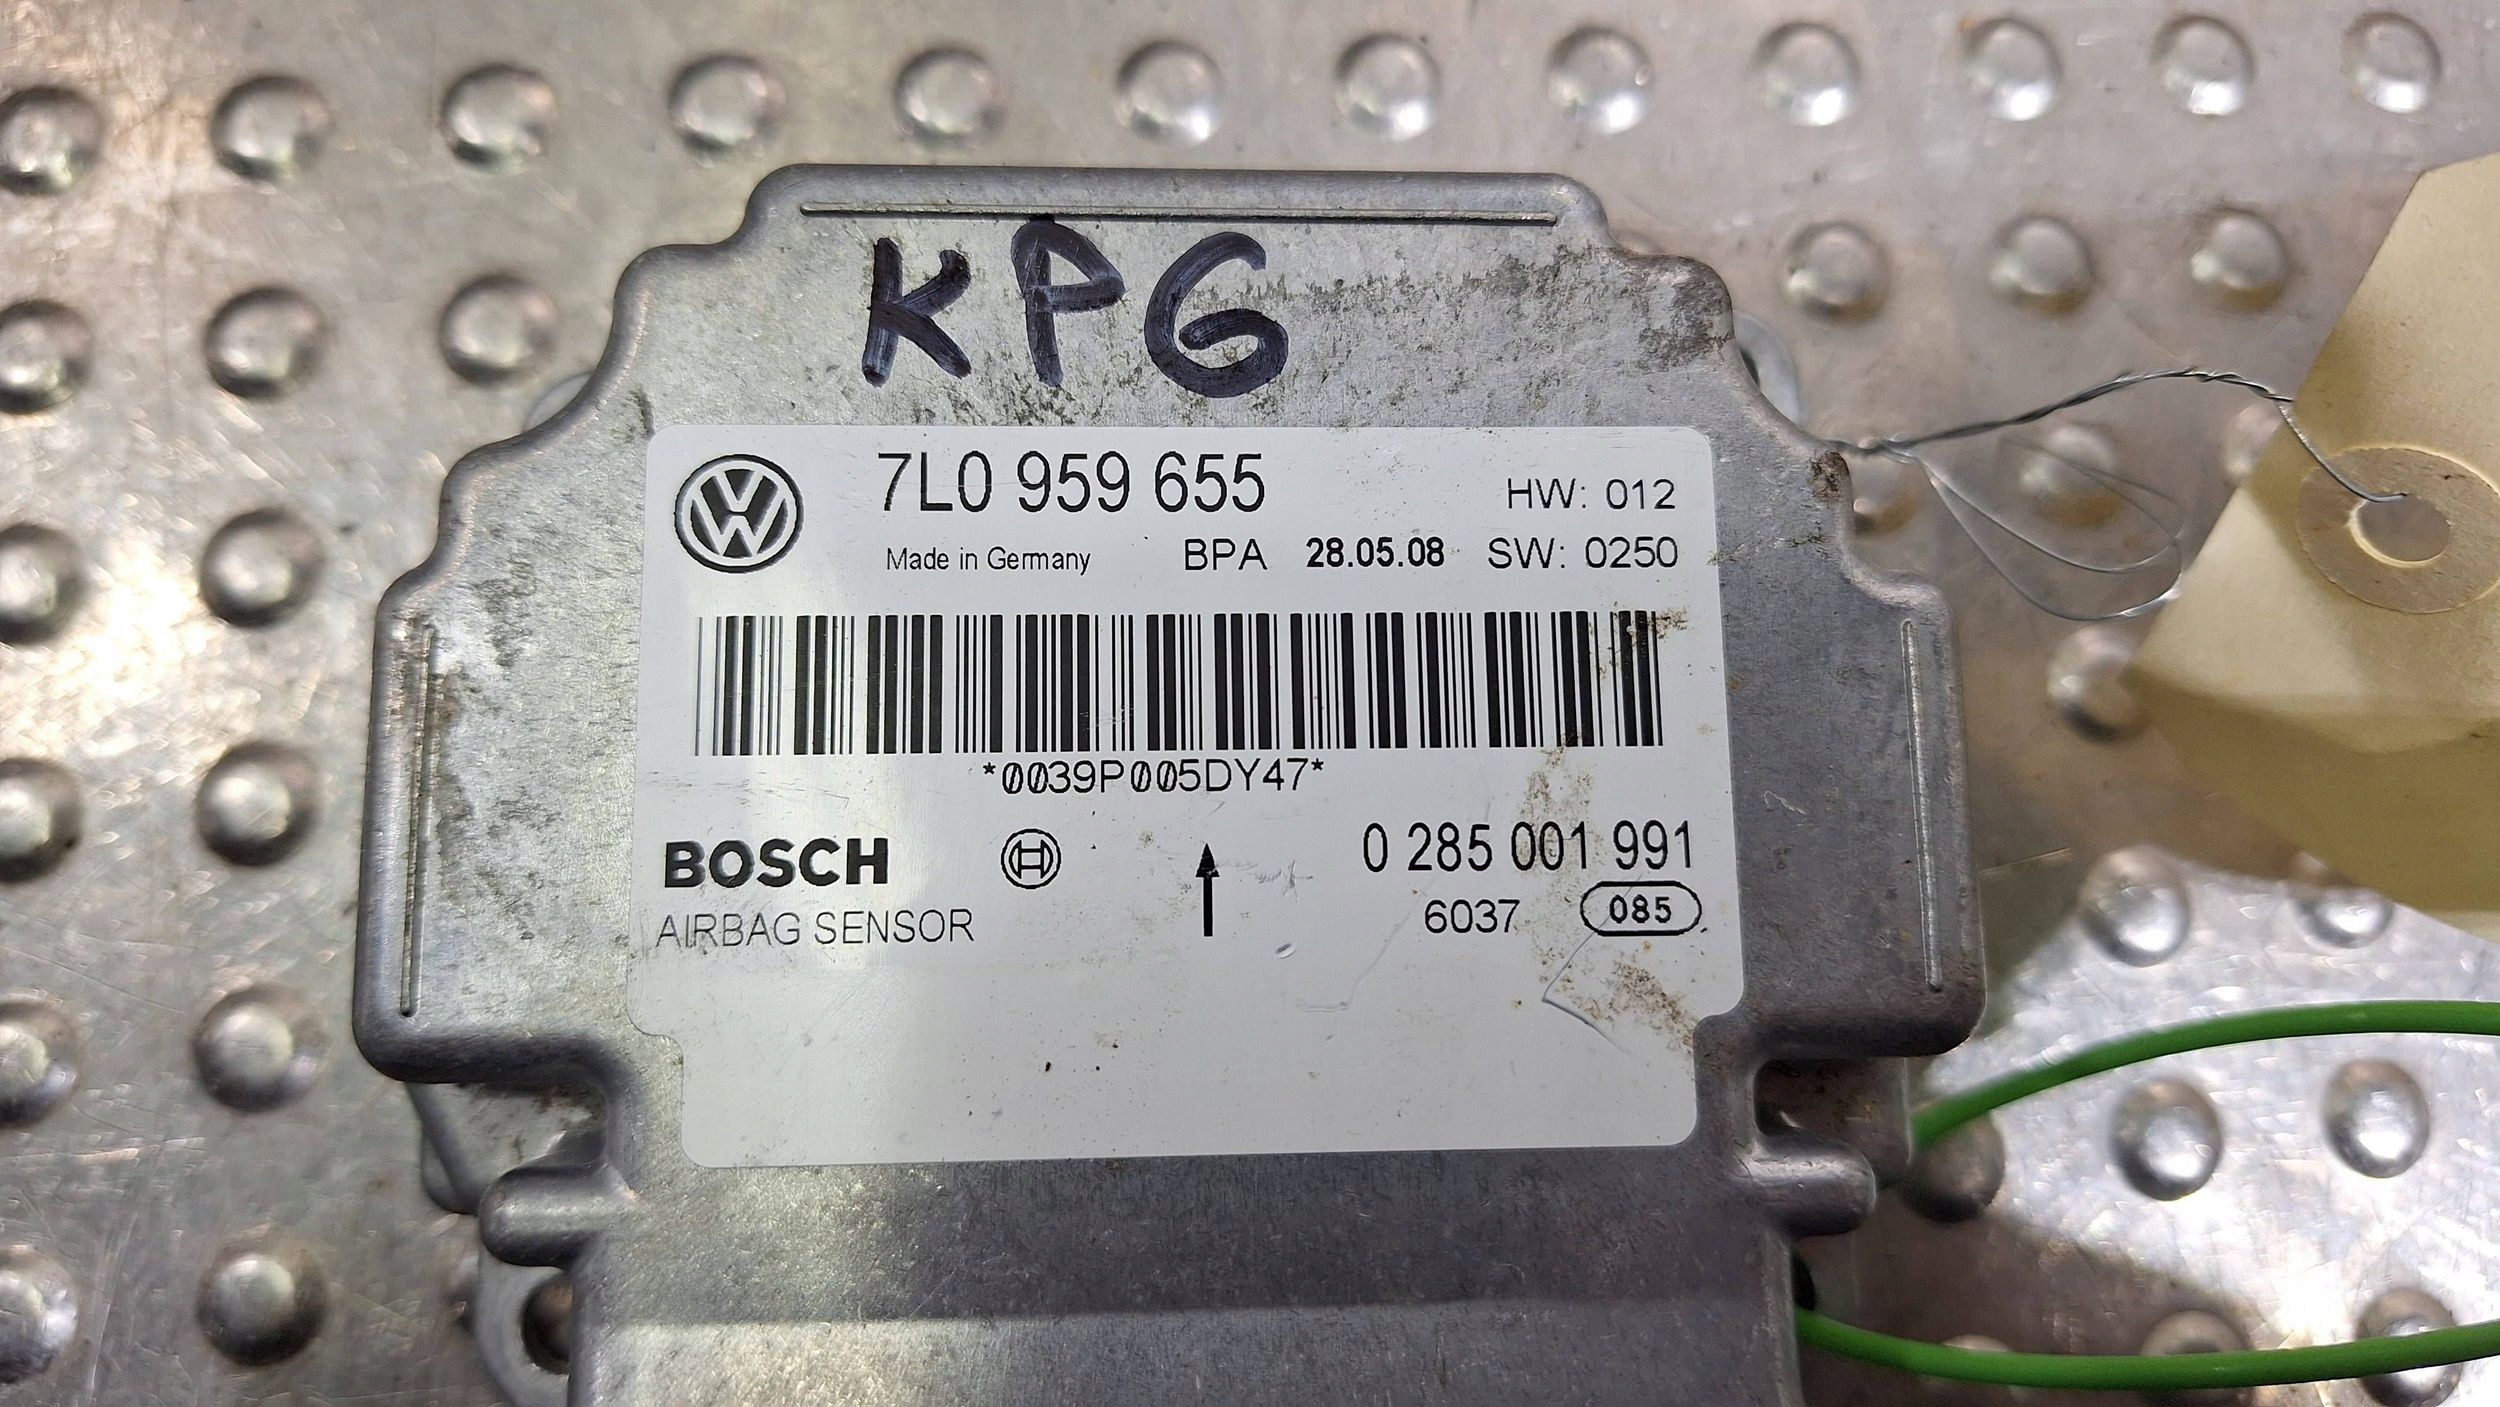 KPG
7L0 959 655
HW: 012
Made in Germany
BPA 28.05.08 SW: 0250
*0039P005DY47*
BOSCH
0 285 001 991
AIRBAG SENSOR
6037 085